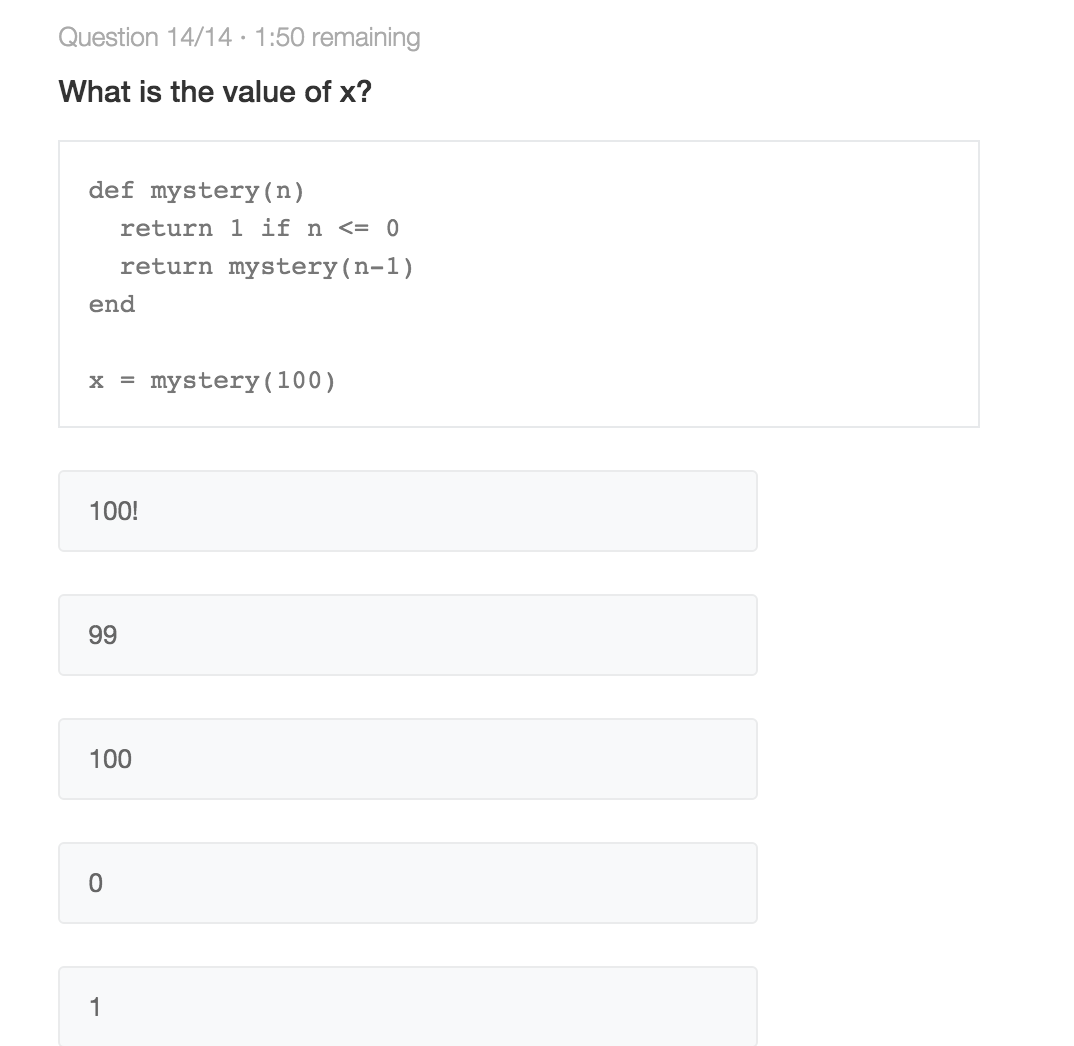 Question 14/14 · 1:50 remaining
What is the value of x?
def mystery(n)
  return 1 if n <= 0
  return mystery(n-1)
end
x = mystery(100)
100!
99
100
0
1